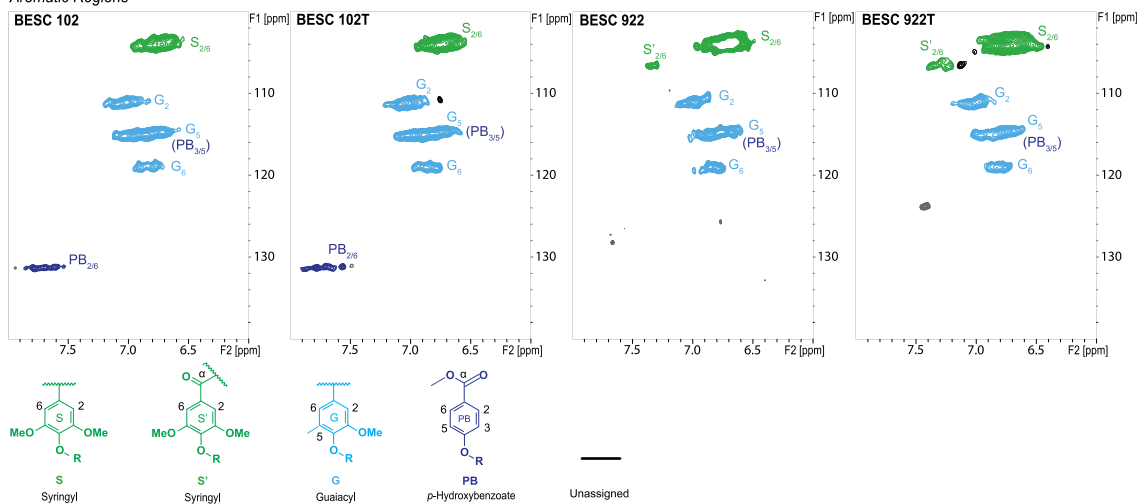 Aromatic Regions
BESC 102
BESC 102T
BESC 922
BESC 922T
F1 [ppm]
F1 [ppm]
F1 [ppm]
F1 [ppm]
S2/6
S2/6
S'2/6
S2/6
S'2/6
S2/6
G2
G2
G2
G2
110
110
110
110
G5
(PB3/5)
G5
(PB3/5)
G5
(PB3/5)
G5
(PB3/5)
G6
G6
G6
G6
120
120
120
120
PB2/6
PB2/6
130
130
130
130
7.5 7.0 6.5 F2 [ppm]
7.5 7.0 6.5 F2 [ppm]
7.5 7.0 6.5 F2 [ppm]
7.5 7.0 6.5 F2 [ppm]
6 2 S MeO OMe O R
O α 6 2 S' MeO OMe O R
6 2 G 5 OMe O R
α O O 6 2 PB 5 3 O R
S S' G PB
Syringyl Syringyl Guaiacyl p-Hydroxybenzoate Unassigned